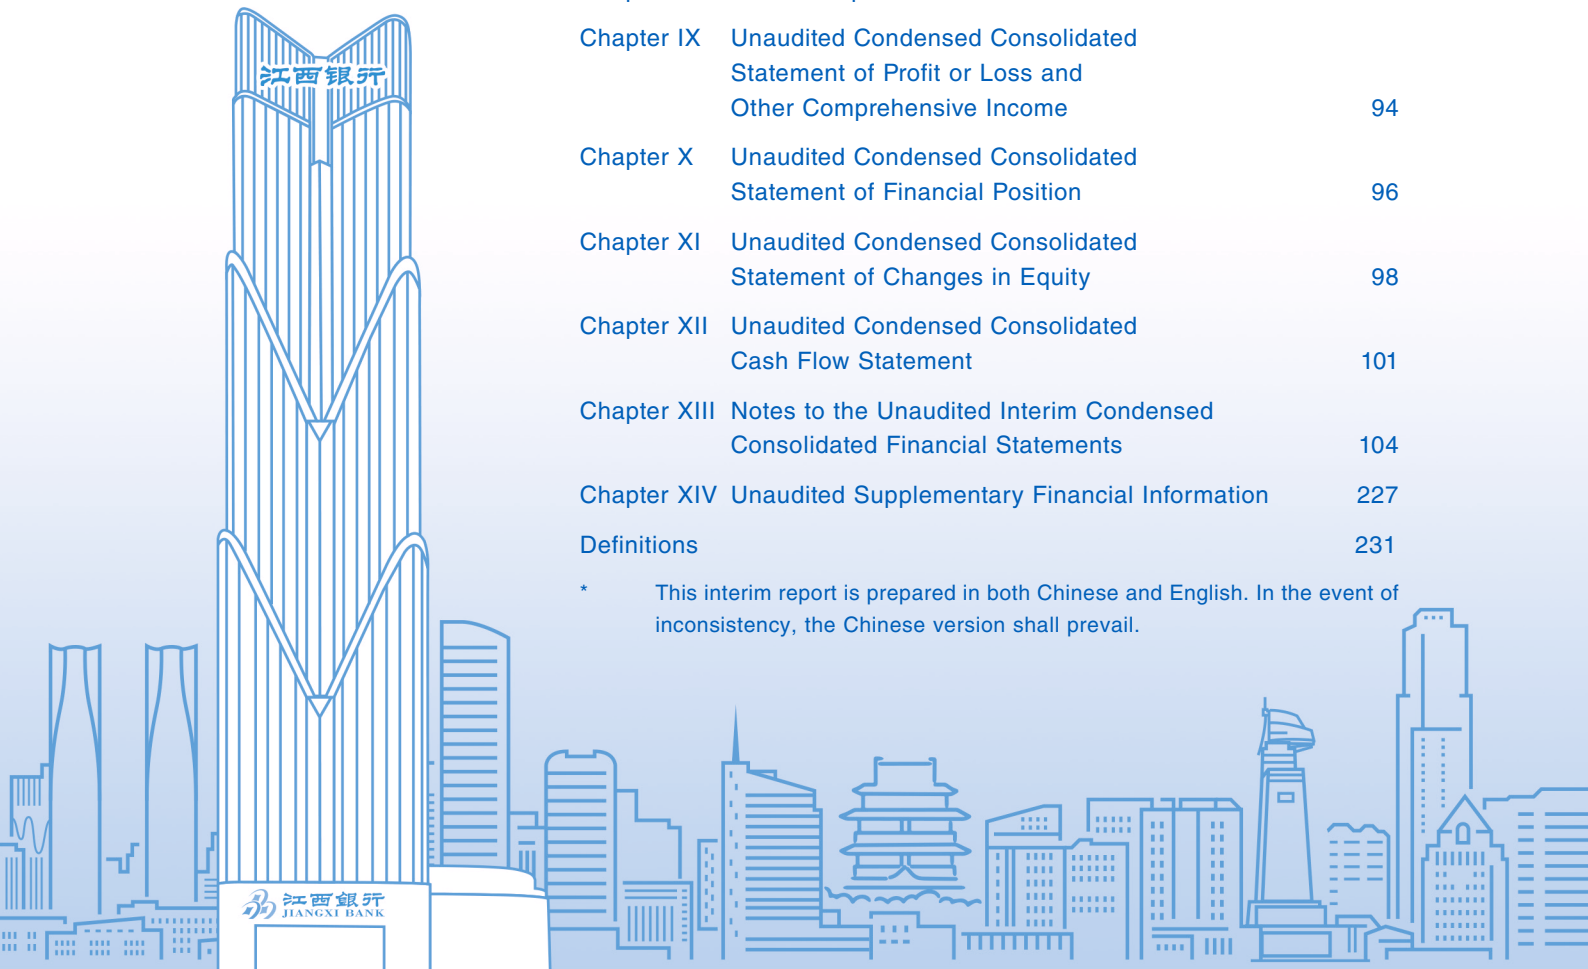 江西银行
Chapter IX Unaudited Condensed Consolidated
Statement of Profit or Loss and
Other Comprehensive Income 94
Chapter X Unaudited Condensed Consolidated
Statement of Financial Position 96
Chapter XI Unaudited Condensed Consolidated
Statement of Changes in Equity 98
Chapter XII Unaudited Condensed Consolidated
Cash Flow Statement 101
Chapter XIII Notes to the Unaudited Interim Condensed
Consolidated Financial Statements 104
Chapter XIV Unaudited Supplementary Financial Information 227
Definitions 231
* This interim report is prepared in both Chinese and English. In the event of
inconsistency, the Chinese version shall prevail.
江西银行
JIANGXI BANK